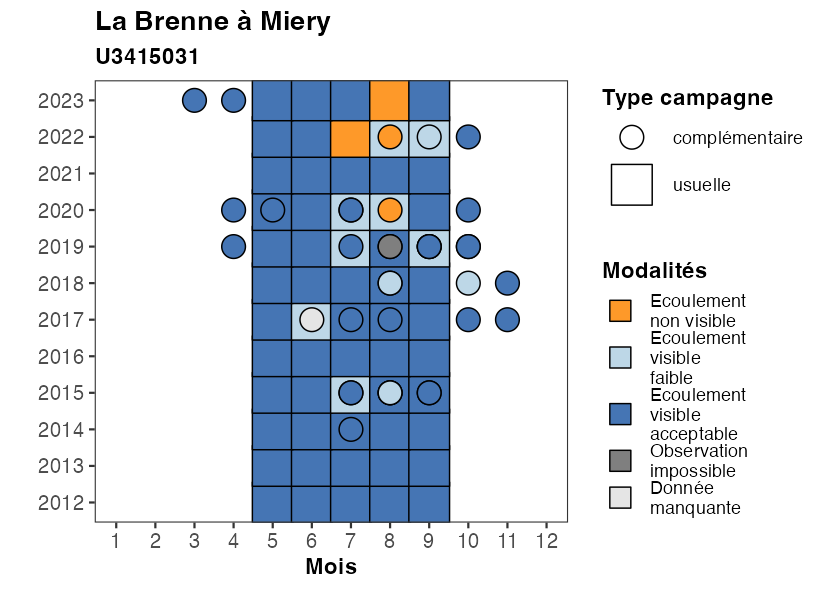 La Brenne à Miery
U3415031
2023
2022
2021
2020
2019
2018
2017
2016
2015
2014
2013
2012
1 2 3 4 5 6 7 8 9 10 11 12
Mois
Type campagne
complémentaire
usuelle
Modalités
Ecoulement
non visible
Ecoulement
visible
faible
Ecoulement
visible
acceptable
Observation
impossible
Donnée
manquante